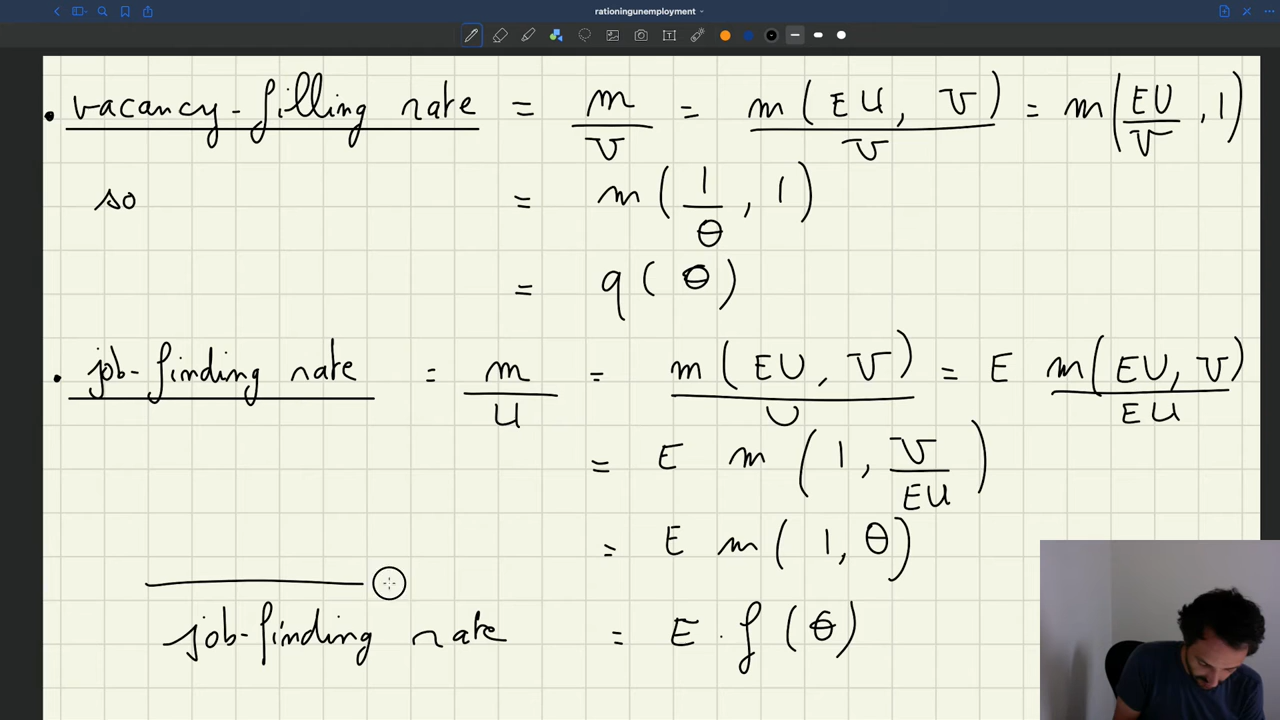 rationingunemployment
• vacancy-filling rate = m/V = m(EU, V)/V = m(EU/V, 1)
so = m(1/θ, 1)
= q(θ)
• job-finding rate = m/U = m(EU, V)/U = E m(EU, V)/EU
= E m(1, V/EU)
= E m(1, θ)
job-finding rate = E · f(θ)